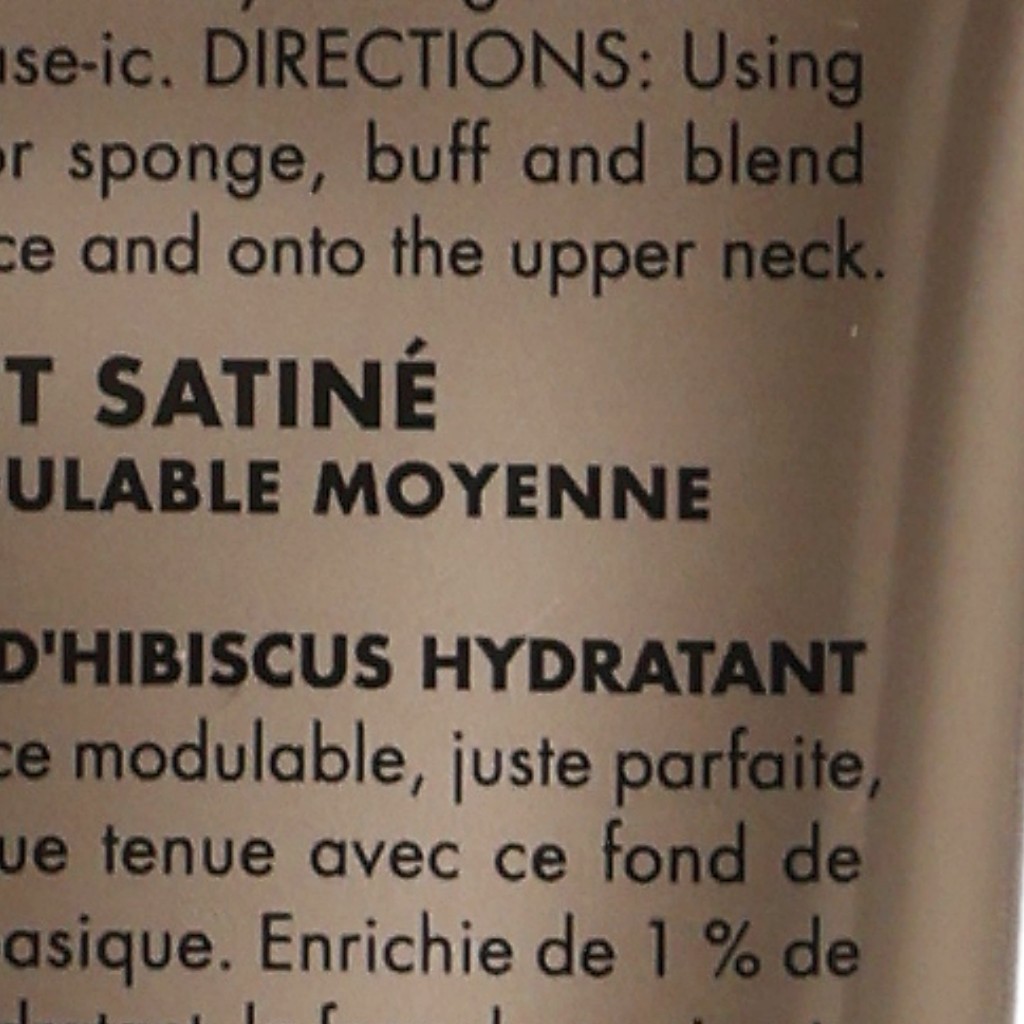 use-ic. DIRECTIONS: Using
or sponge, buff and blend
ce and onto the upper neck.
T SATINÉ
ULABLE MOYENNE
D'HIBISCUS HYDRATANT
ce modulable, juste parfaite,
ue tenue avec ce fond de
asique. Enrichie de 1 % de